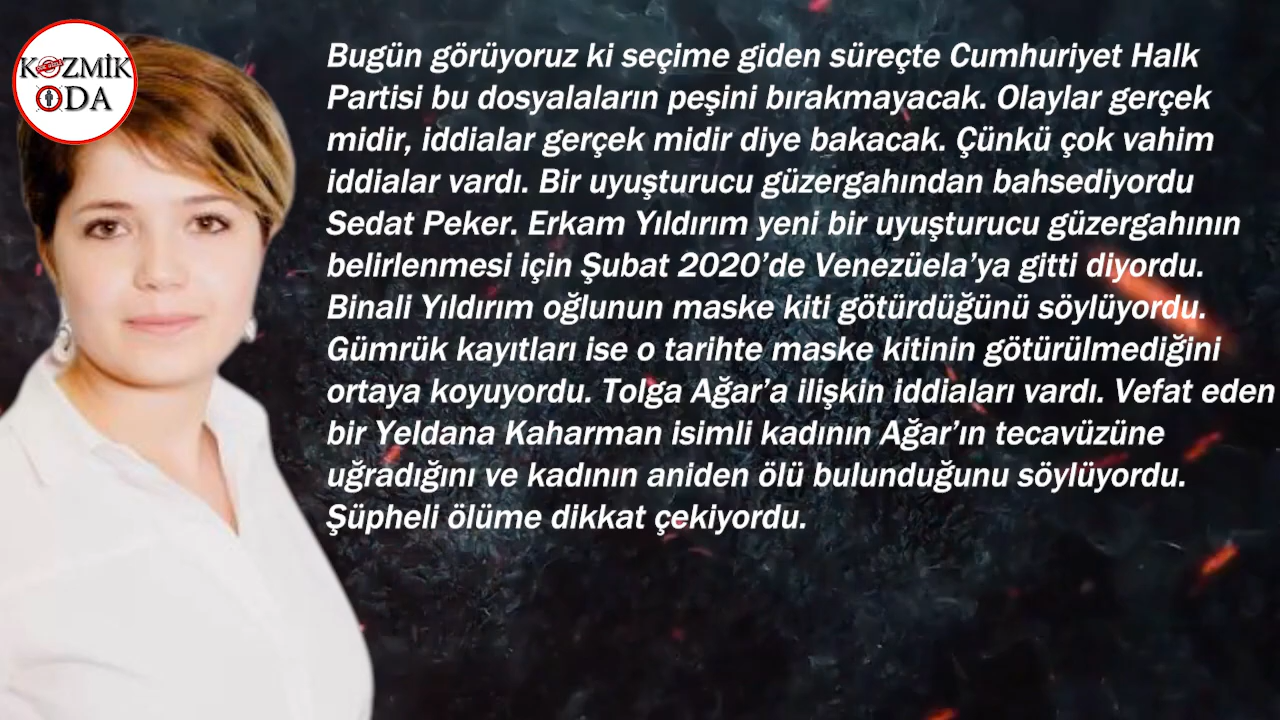 KOZMİK
ODA
Bugün görüyoruz ki seçime giden süreçte Cumhuriyet Halk
Partisi bu dosyalaların peşini bırakmayacak. Olaylar gerçek
midir, iddialar gerçek midir diye bakacak. Çünkü çok vahim
iddialar vardı. Bir uyuşturucu güzergahından bahsediyordu
Sedat Peker. Erkam Yıldırım yeni bir uyuşturucu güzergahının
belirlenmesi için Şubat 2020’de Venezüela’ya gitti diyordu.
Binali Yıldırım oğlunun maske kiti götürdüğünü söylüyordu.
Gümrük kayıtları ise o tarihte maske kitinin götürülmediğini
ortaya koyuyordu. Tolga Ağar’a ilişkin iddiaları vardı. Vefat eden
bir Yeldana Kaharman isimli kadının Ağar’ın tecavüzüne
uğradığını ve kadının aniden ölü bulunduğunu söylüyordu.
Şüpheli ölüme dikkat çekiyordu.